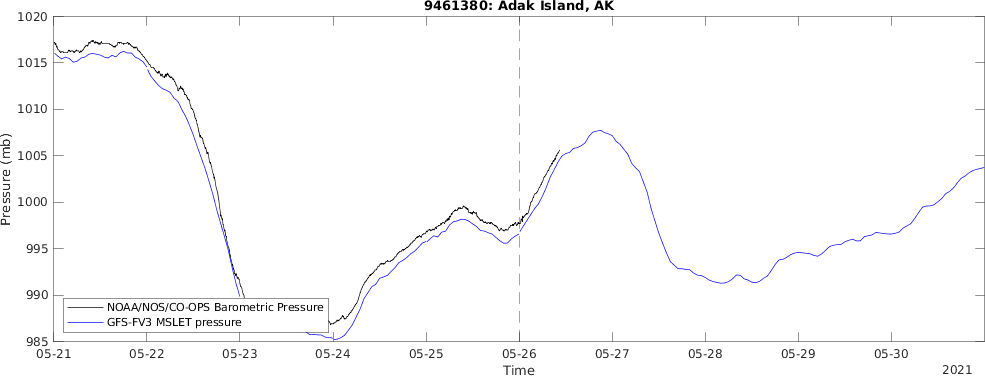 9461380: Adak Island, AK
1020
1015
1010
1005
1000
995
990
985
Pressure (mb)
NOAA/NOS/CO-OPS Barometric Pressure
GFS-FV3 MSLET pressure
05-21 05-22 05-23 05-24 05-25 05-26 05-27 05-28 05-29 05-30
Time
2021